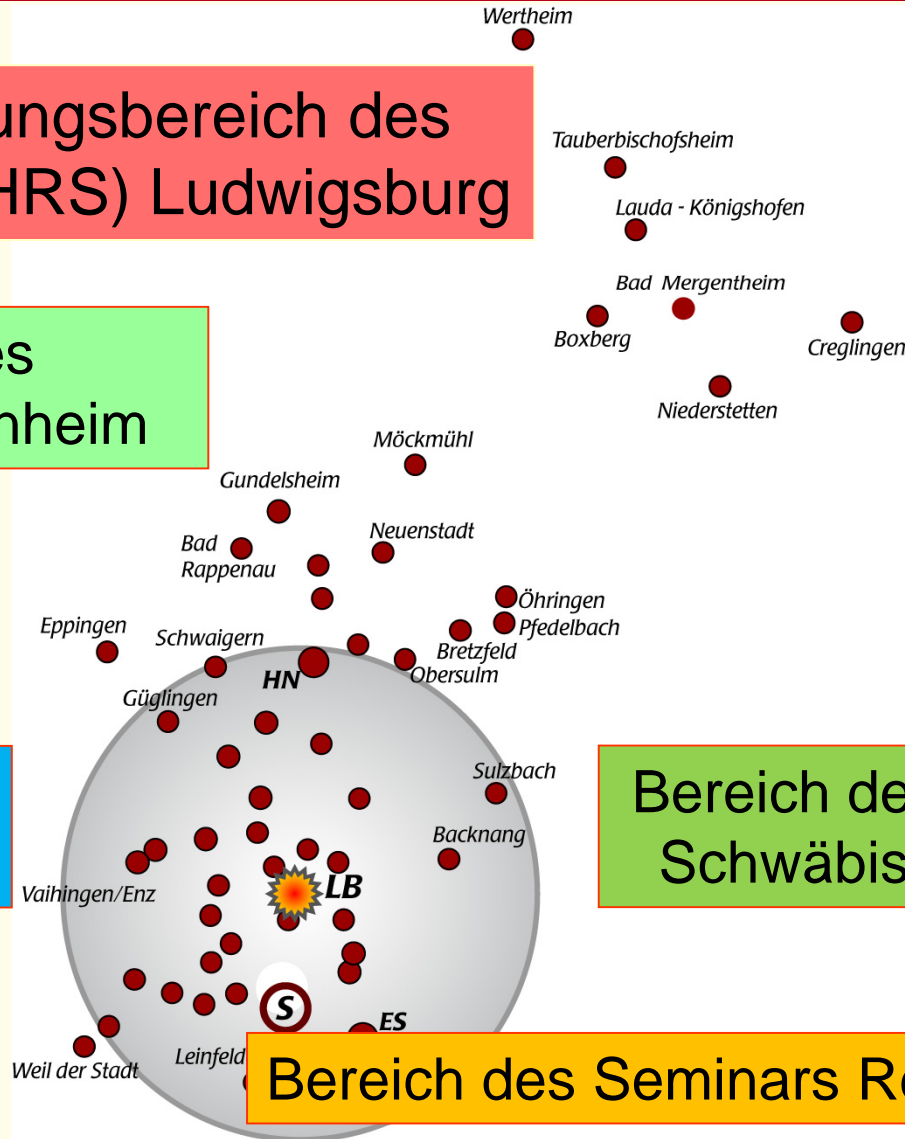 Wertheim
ungsbereich des
HRS) Ludwigsburg
Tauberbischofsheim
Lauda - Königshofen
Bad Mergentheim
Boxberg
Creglingen
es
nheim
Niederstetten
Möckmühl
Gundelsheim
Neuenstadt
Bad
Rappenau
Öhringen
Eppingen
Schwaigern
Pfedelbach
Bretzfeld
HN
Obersulm
Güglingen
Sulzbach
Bereich de
Schwäbis
Backnang
LB
Vaihingen/Enz
S
ES
Weil der Stadt
Leinfeld
Bereich des Seminars Re